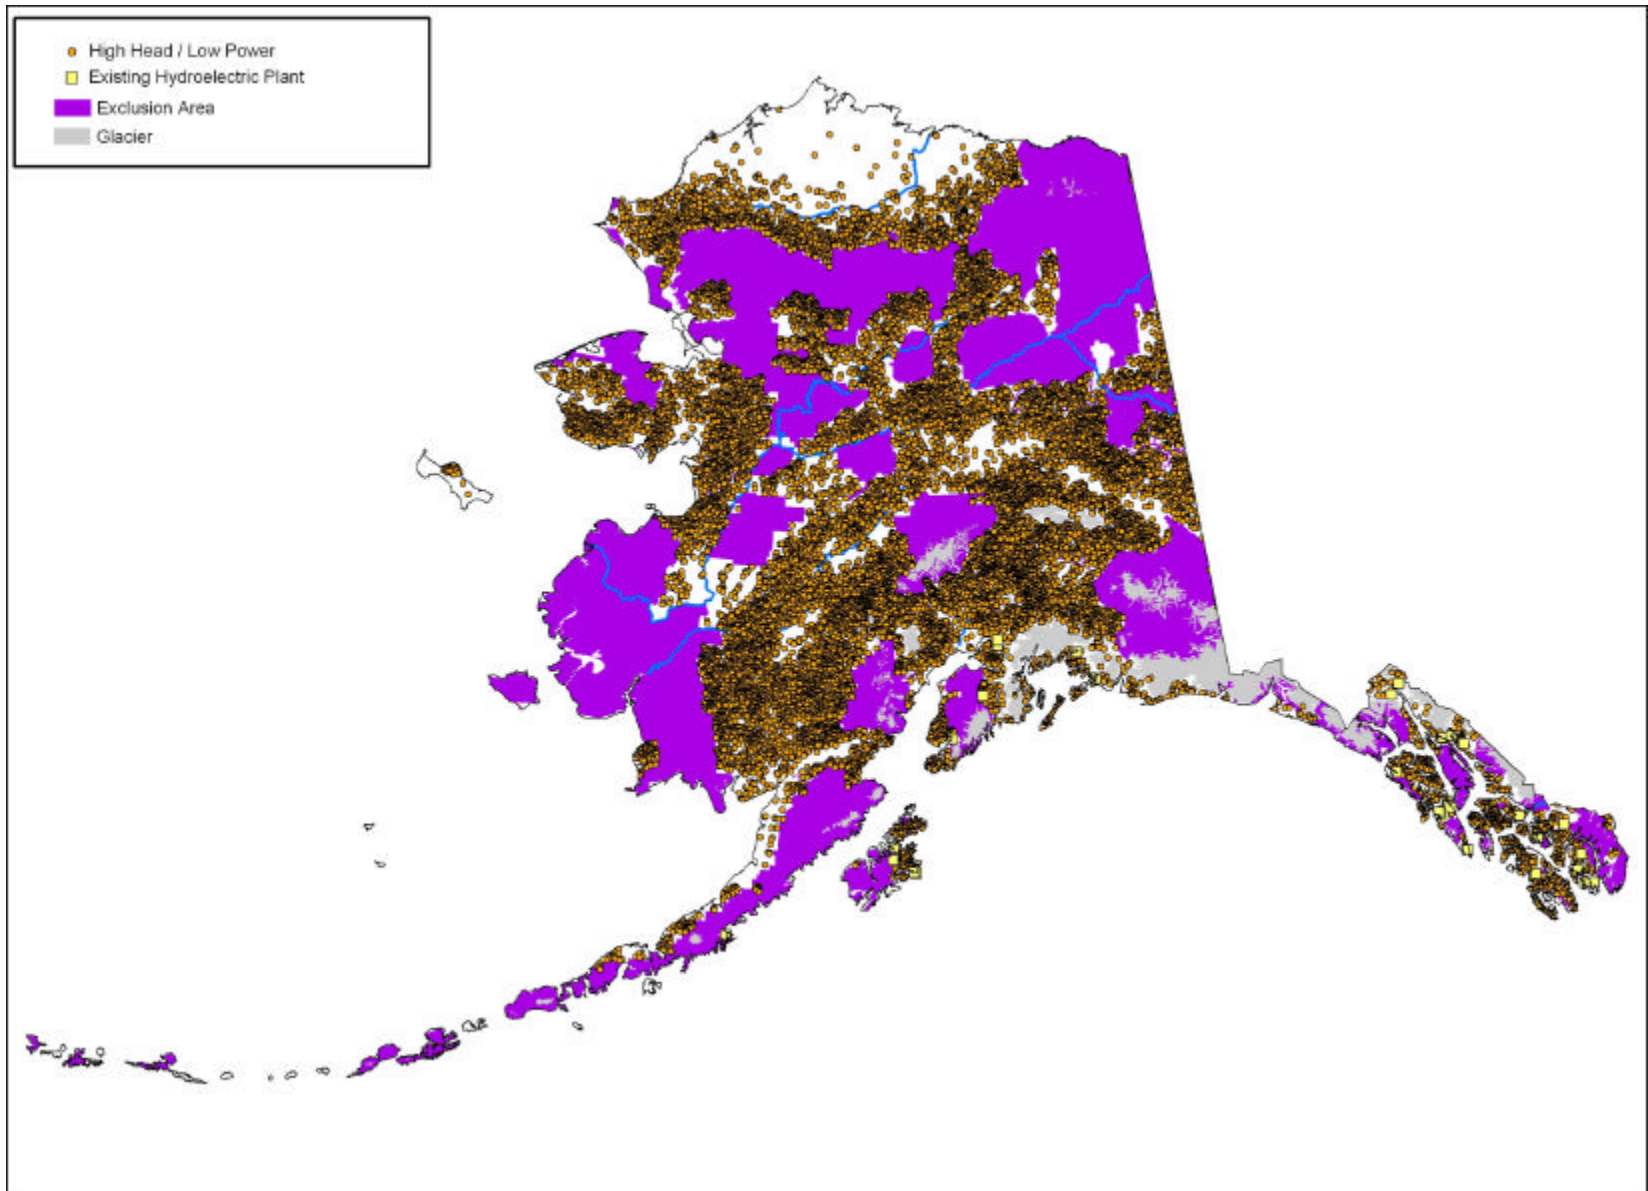 High Head / Low Power
Existing Hydroelectric Plant
Exclusion Area
Glacier